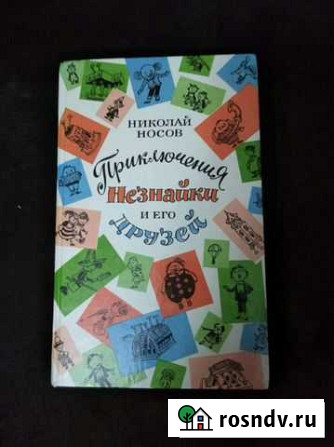 НИКОЛАЙ
НОСОВ
Приключения
Незнайки
И ЕГО
друзей
rosndv.ru